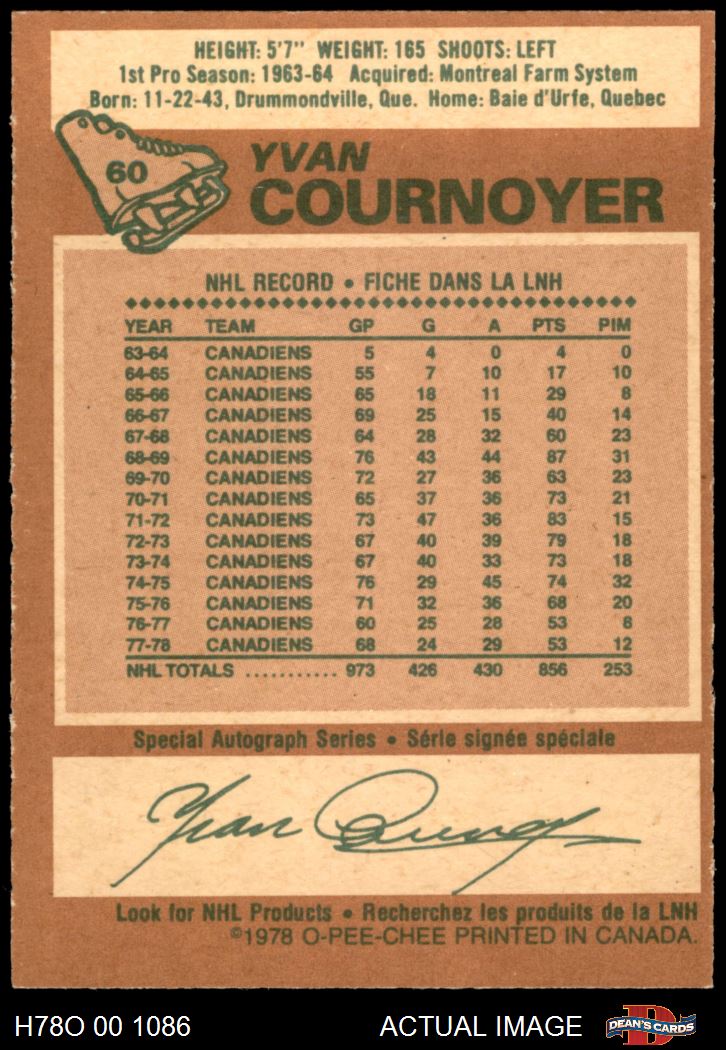 HEIGHT: 5'7" WEIGHT: 165 SHOOTS: LEFT
1st Pro Season: 1963-64 Acquired: Montreal Farm System
Born: 11-22-43, Drummondville, Que. Home: Baie d'Urfe, Quebec
60
YVAN
COURNOYER
NHL RECORD • FICHE DANS LA LNH
YEAR TEAM GP G A PTS PIM
63-64 CANADIENS 5 4 0 4 0
64-65 CANADIENS 55 7 10 17 10
65-66 CANADIENS 65 18 11 29 8
66-67 CANADIENS 69 25 15 40 14
67-68 CANADIENS 64 28 32 60 23
68-69 CANADIENS 76 43 44 87 31
69-70 CANADIENS 72 27 36 63 23
70-71 CANADIENS 65 37 36 73 21
71-72 CANADIENS 73 47 36 83 15
72-73 CANADIENS 67 40 39 79 18
73-74 CANADIENS 67 40 33 73 18
74-75 CANADIENS 76 29 45 74 32
75-76 CANADIENS 71 32 36 68 20
76-77 CANADIENS 60 25 28 53 8
77-78 CANADIENS 68 24 29 53 12
NHL TOTALS ........... 973 426 430 856 253
Special Autograph Series • Série signée spéciale
Yvan Cournoyer
Look for NHL Products • Recherchez les produits de la LNH
©1978 O-PEE-CHEE PRINTED IN CANADA.
H78O 00 1086 ACTUAL IMAGE D DEAN'S CARDS